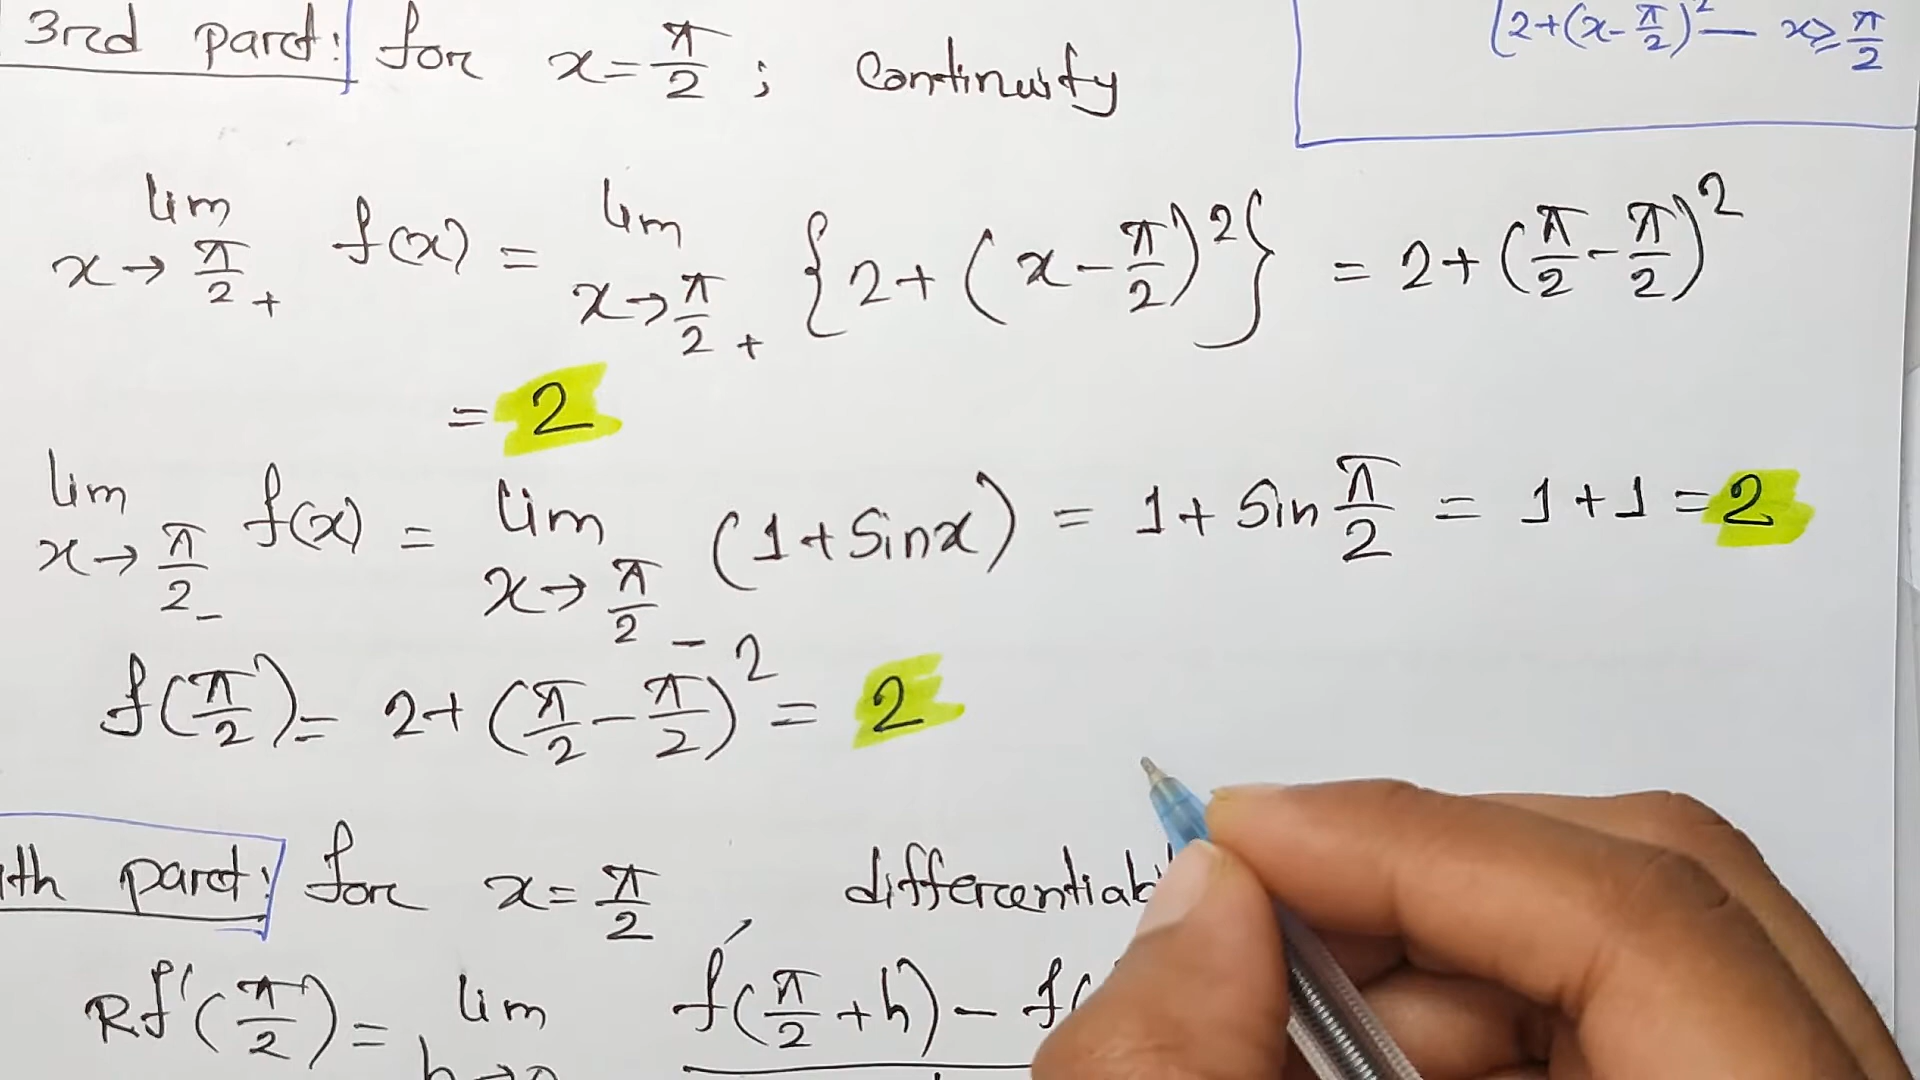 3rd part: for x = π/2 ; Continuity
2+(x-π/2)² — x ≥ π/2
lim x→π/2+ f(x) = lim x→π/2+ {2+(x-π/2)²} = 2+(π/2-π/2)²
= 2
lim x→π/2- f(x) = lim x→π/2- (1+Sinx) = 1+Sin π/2 = 1+1 = 2
f(π/2) = 2+(π/2-π/2)² = 2
th part: for x = π/2 differentiab
Rf'(π/2) = lim h→0 f(π/2+h) - f(